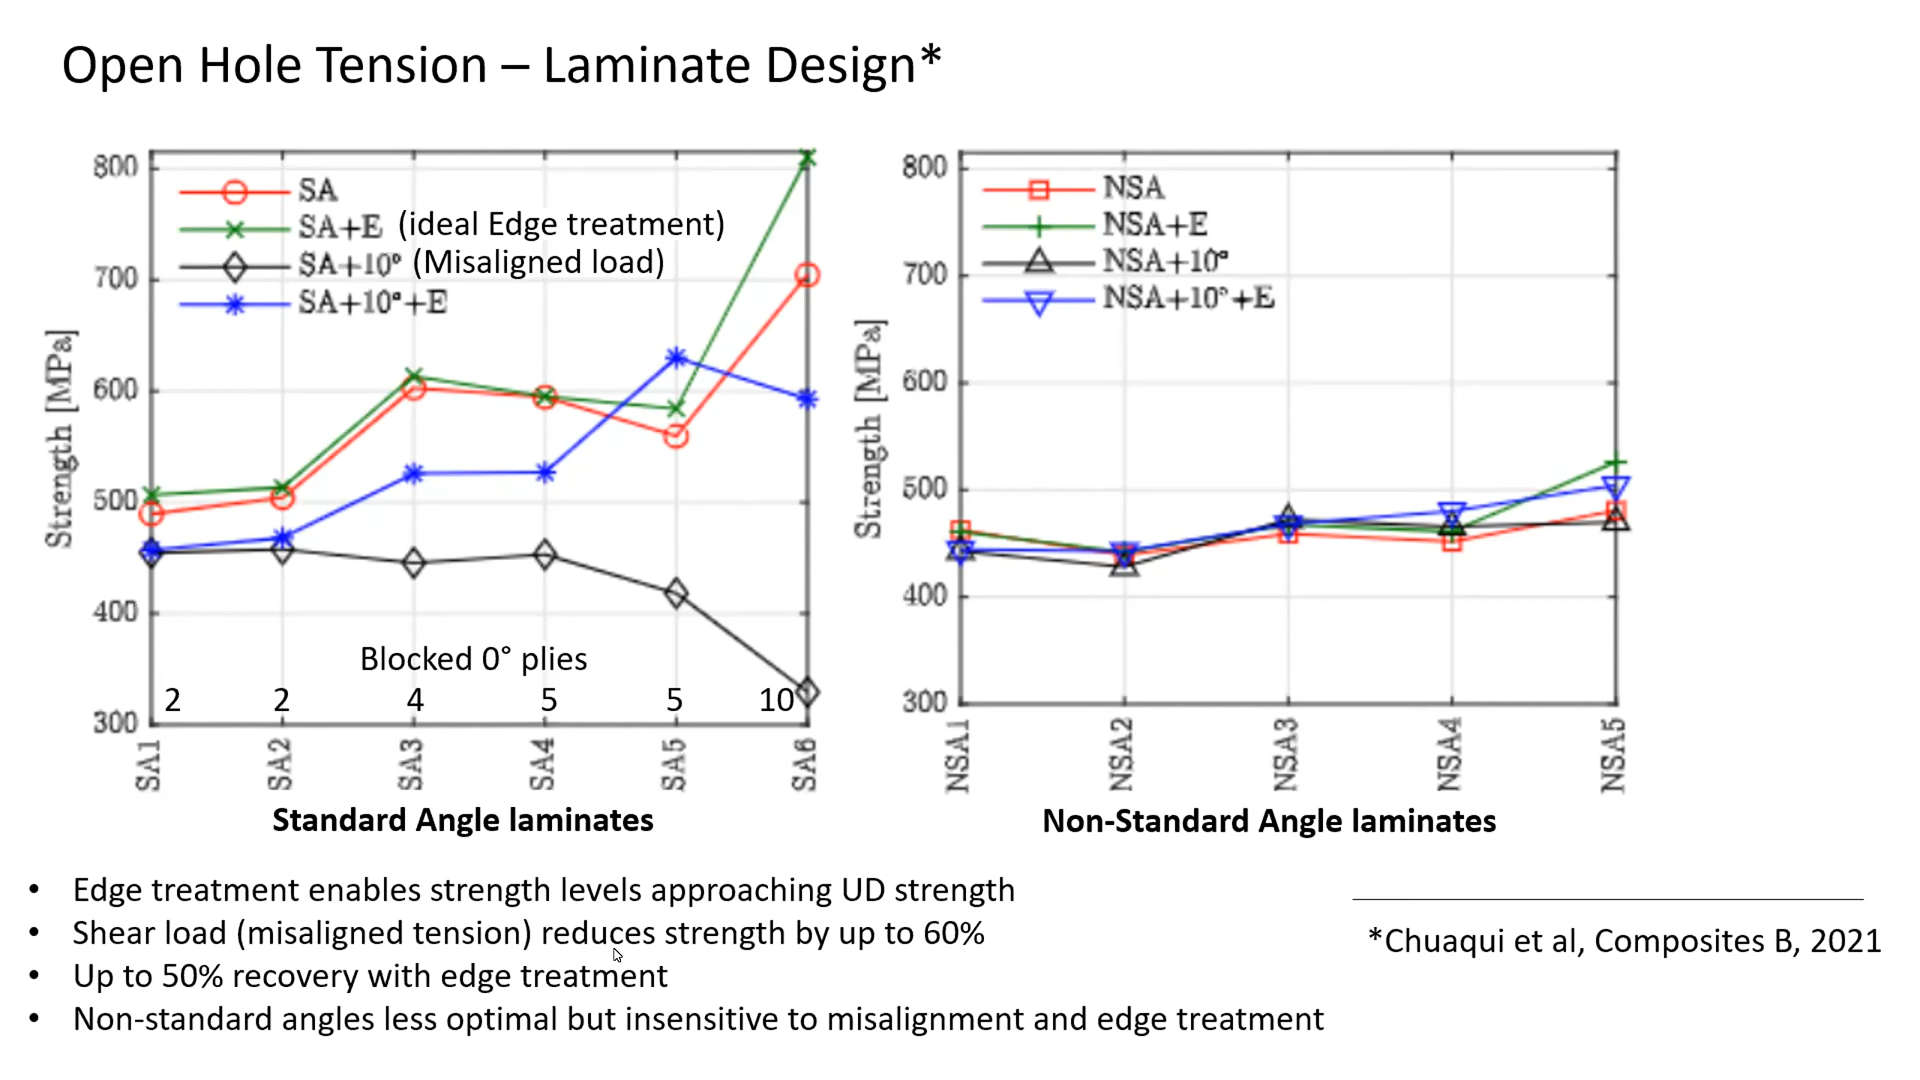 Open Hole Tension – Laminate Design*
800
700
600
500
400
300
Strength [MPa]
SA
SA+E (ideal Edge treatment)
SA+10° (Misaligned load)
SA+10°+E
Blocked 0° plies
2 2 4 5 5 10
SA1 SA2 SA3 SA4 SA5 SA6
Standard Angle laminates
800
700
600
500
400
300
Strength [MPa]
NSA
NSA+E
NSA+10°
NSA+10°+E
NSA1 NSA2 NSA3 NSA4 NSA5
Non-Standard Angle laminates
• Edge treatment enables strength levels approaching UD strength
• Shear load (misaligned tension) reduces strength by up to 60%
• Up to 50% recovery with edge treatment
• Non-standard angles less optimal but insensitive to misalignment and edge treatment
*Chuaqui et al, Composites B, 2021